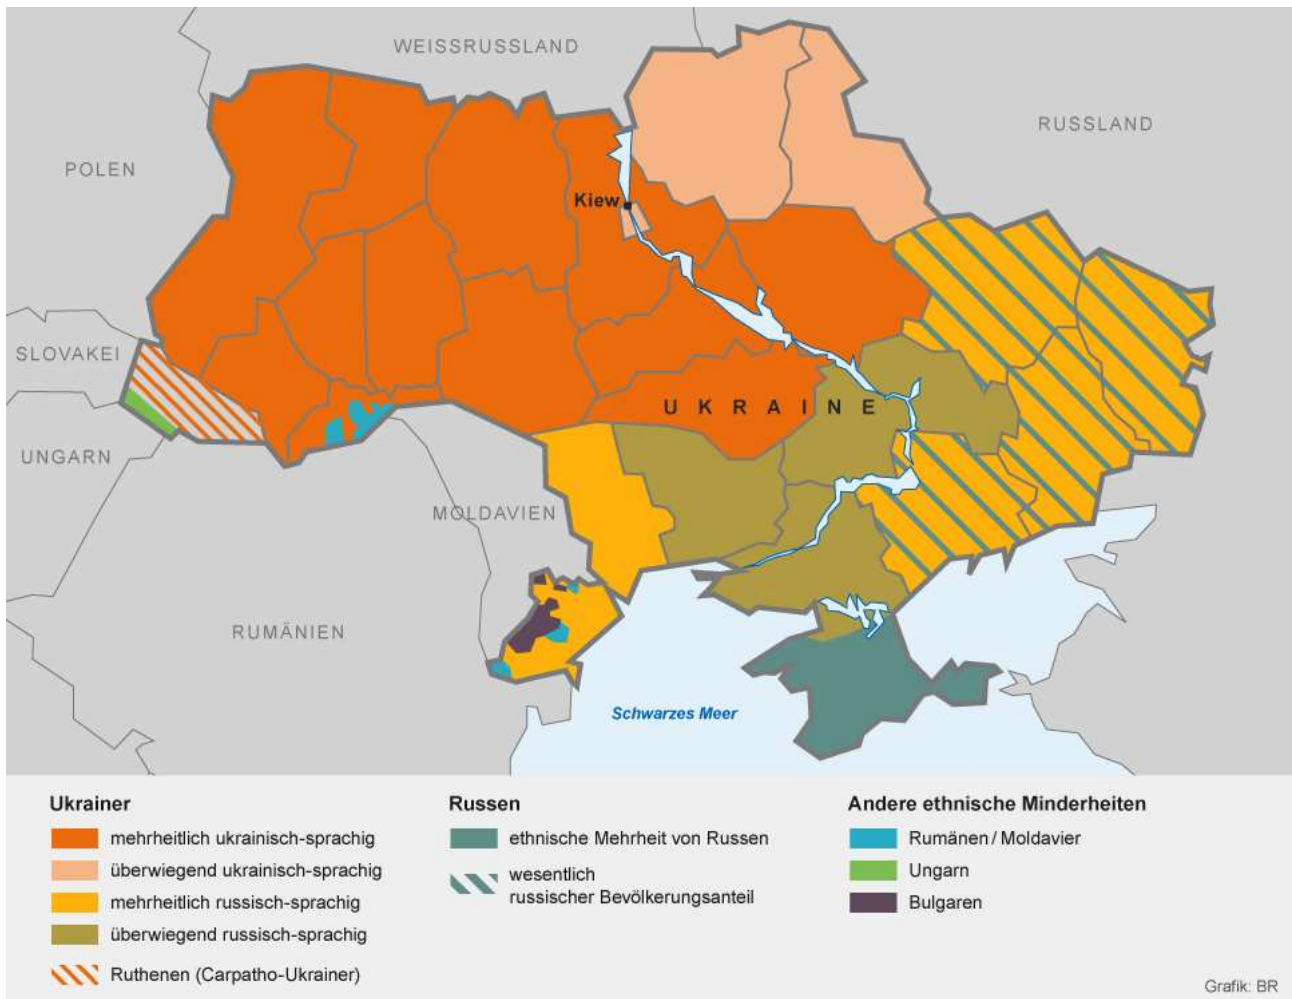 WEISSRUSSLAND
RUSSLAND
POLEN
Kiew
SLOVAKEI
UKRAINE
UNGARN
MOLDAVIEN
RUMÄNIEN
Schwarzes Meer
Ukrainer
mehrheitlich ukrainisch-sprachig
überwiegend ukrainisch-sprachig
mehrheitlich russisch-sprachig
überwiegend russisch-sprachig
Ruthenen (Carpatho-Ukrainer)
Russen
ethnische Mehrheit von Russen
wesentlich
russischer Bevölkerungsanteil
Andere ethnische Minderheiten
Rumänen / Moldavier
Ungarn
Bulgaren
Grafik: BR